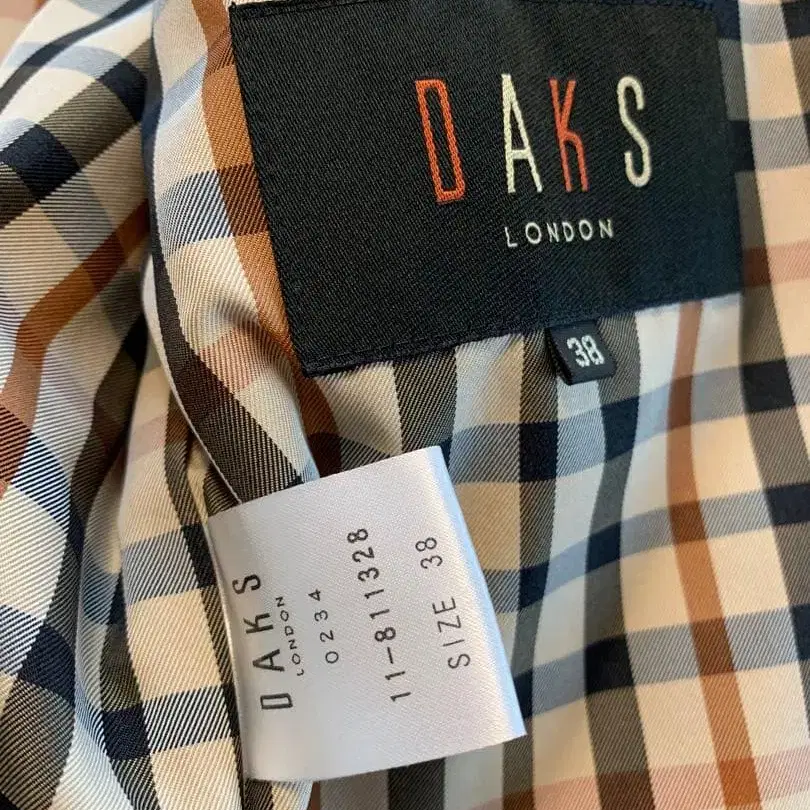 DAKS
LONDON
38
DAKS
LONDON
0234
11-811328
SIZE 38